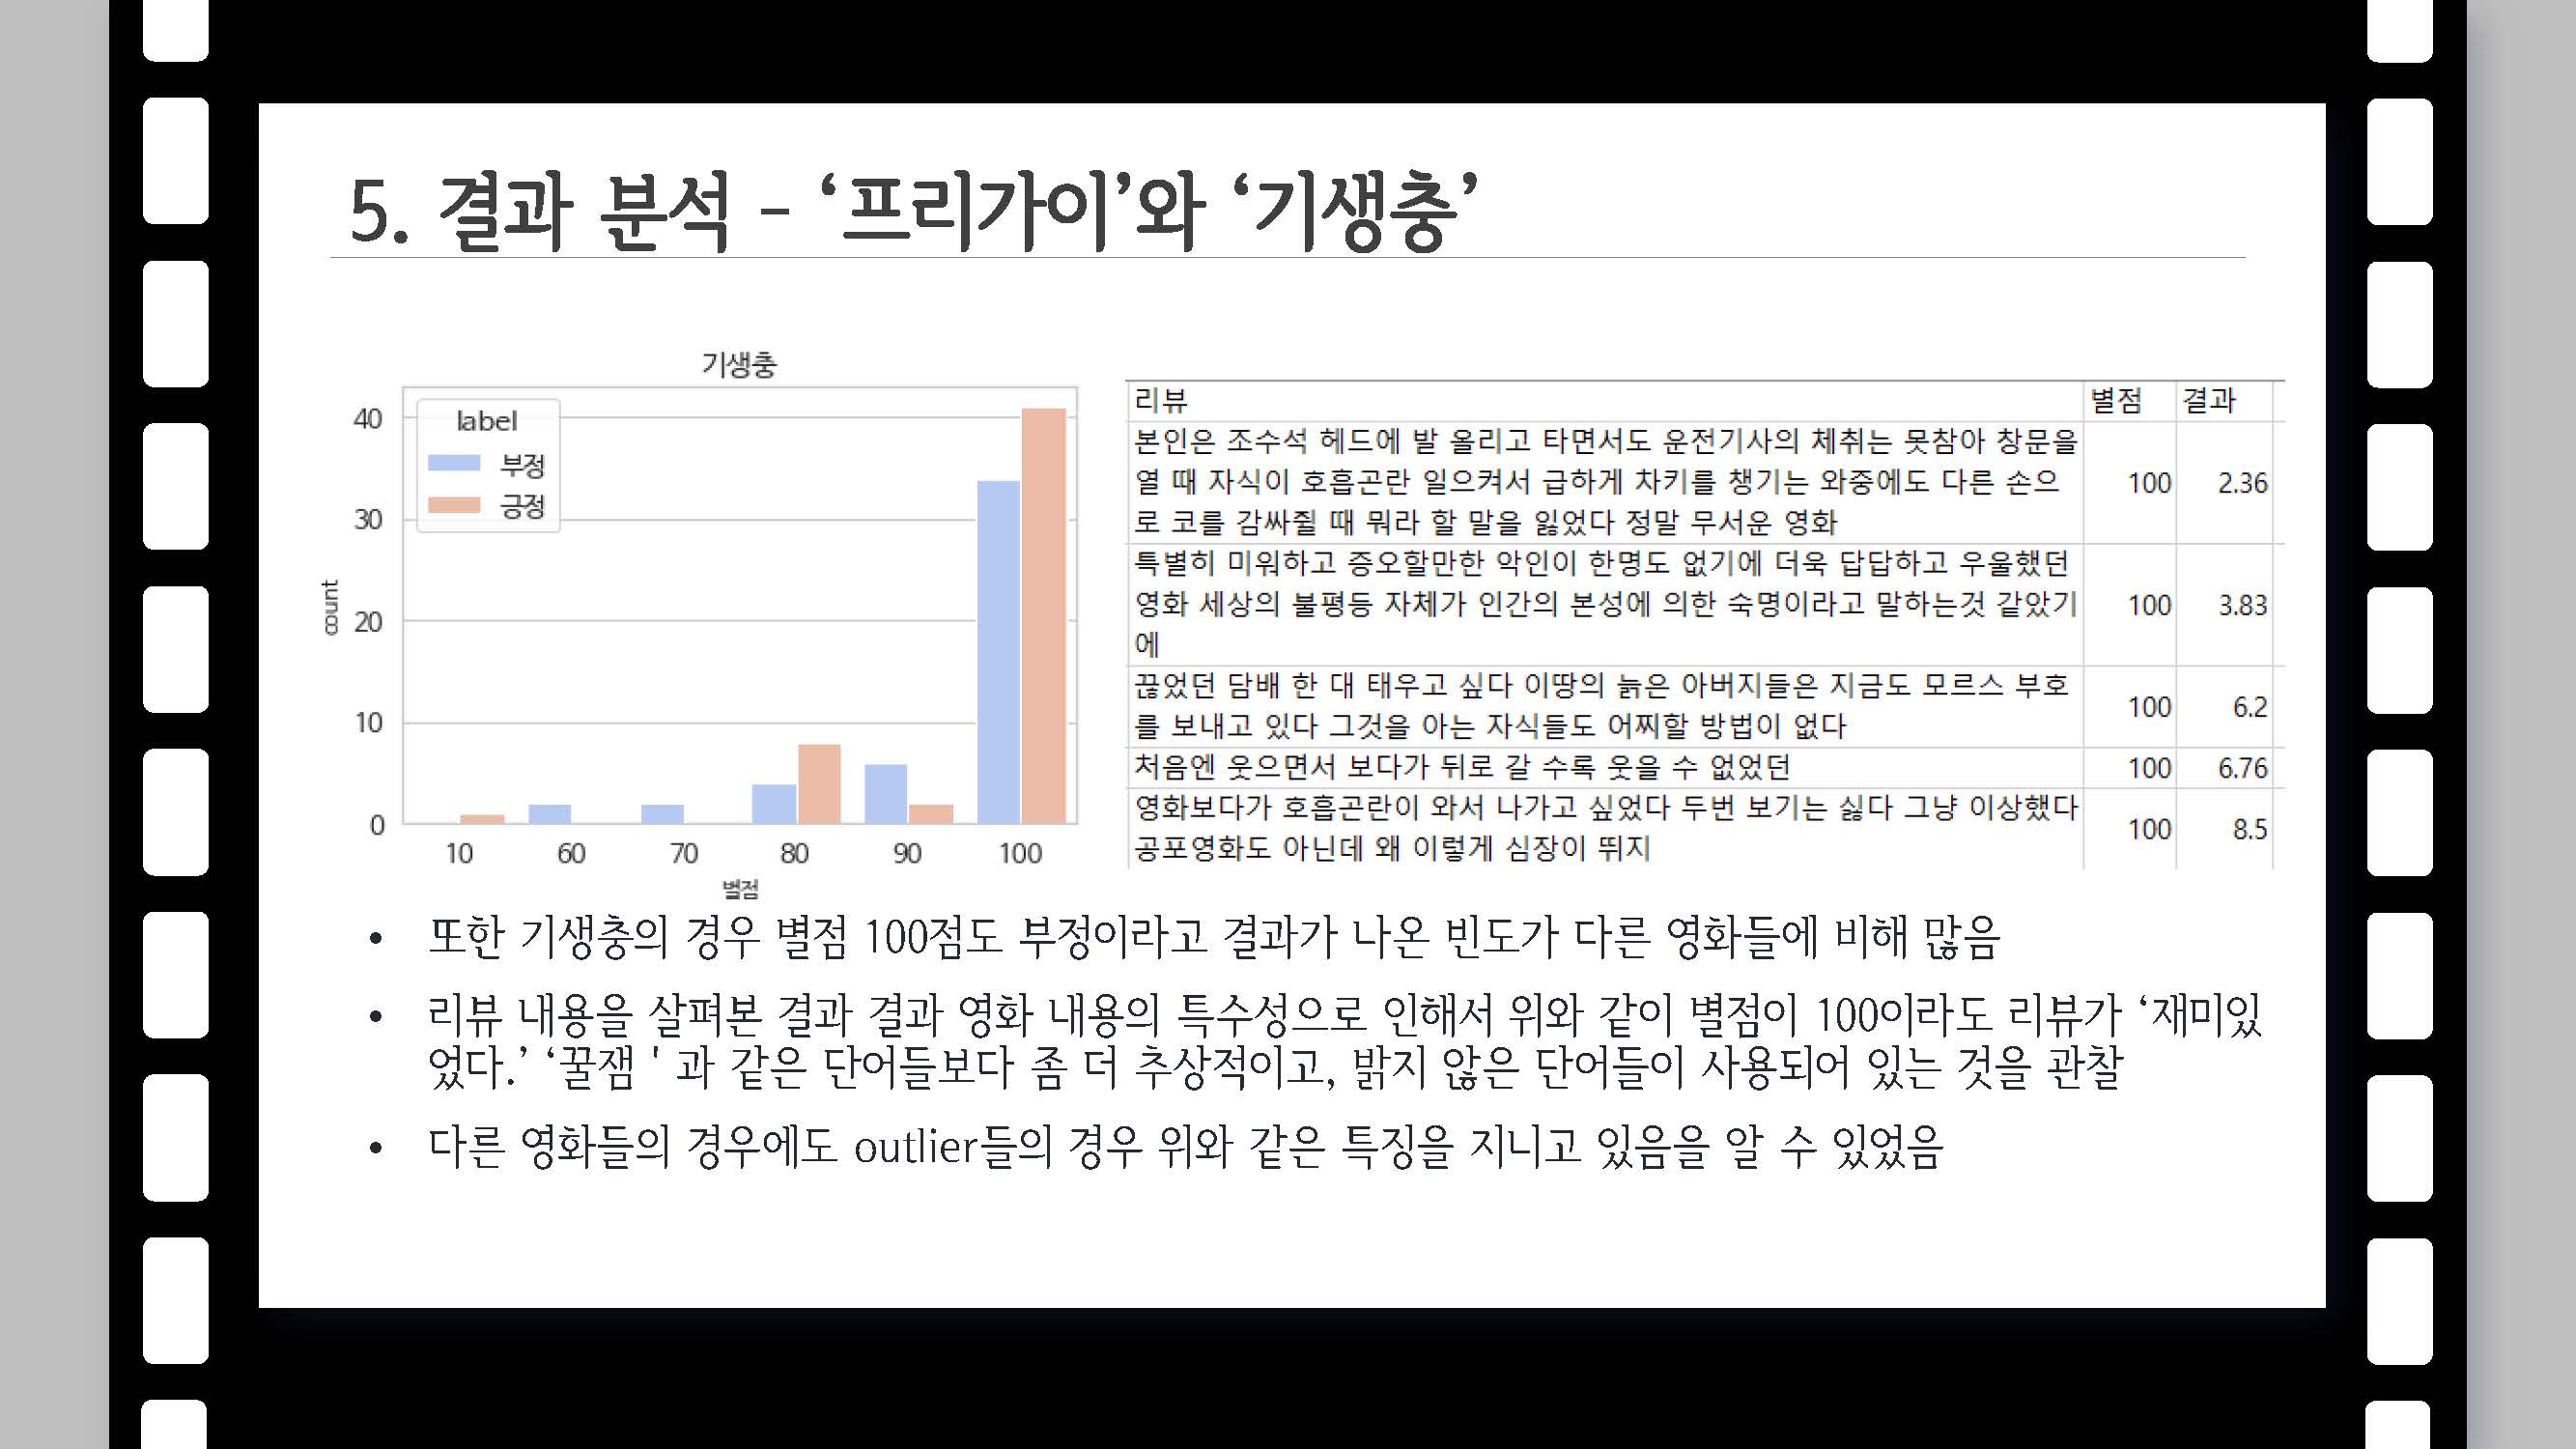 5. 결과 분석 - ‘프리가이’와 ‘기생충’
기생충
label
부정
긍정
count
40
30
20
10
0
10 60 70 80 90 100
별점
리뷰 별점 결과
본인은 조수석 헤드에 발 올리고 타면서도 운전기사의 체취는 못참아 창문을
열 때 자식이 호흡곤란 일으켜서 급하게 차키를 챙기는 와중에도 다른 손으
로 코를 감싸쥘 때 뭐라 할 말을 잃었다 정말 무서운 영화
100 2.36
특별히 미워하고 증오할만한 악인이 한명도 없기에 더욱 답답하고 우울했던
영화 세상의 불평등 자체가 인간의 본성에 의한 숙명이라고 말하는것 같았기
에
100 3.83
끊었던 담배 한 대 태우고 싶다 이땅의 늙은 아버지들은 지금도 모르스 부호
를 보내고 있다 그것을 아는 자식들도 어찌할 방법이 없다
100 6.2
처음엔 웃으면서 보다가 뒤로 갈 수록 웃을 수 없었던 100 6.76
영화보다가 호흡곤란이 와서 나가고 싶었다 두번 보기는 싫다 그냥 이상했다
공포영화도 아닌데 왜 이렇게 심장이 뛰지
100 8.5
• 또한 기생충의 경우 별점 100점도 부정이라고 결과가 나온 빈도가 다른 영화들에 비해 많음
• 리뷰 내용을 살펴본 결과 결과 영화 내용의 특수성으로 인해서 위와 같이 별점이 100이라도 리뷰가 ‘재미있
었다.’ ‘꿀잼 ' 과 같은 단어들보다 좀 더 추상적이고, 밝지 않은 단어들이 사용되어 있는 것을 관찰
• 다른 영화들의 경우에도 outlier들의 경우 위와 같은 특징을 지니고 있음을 알 수 있었음